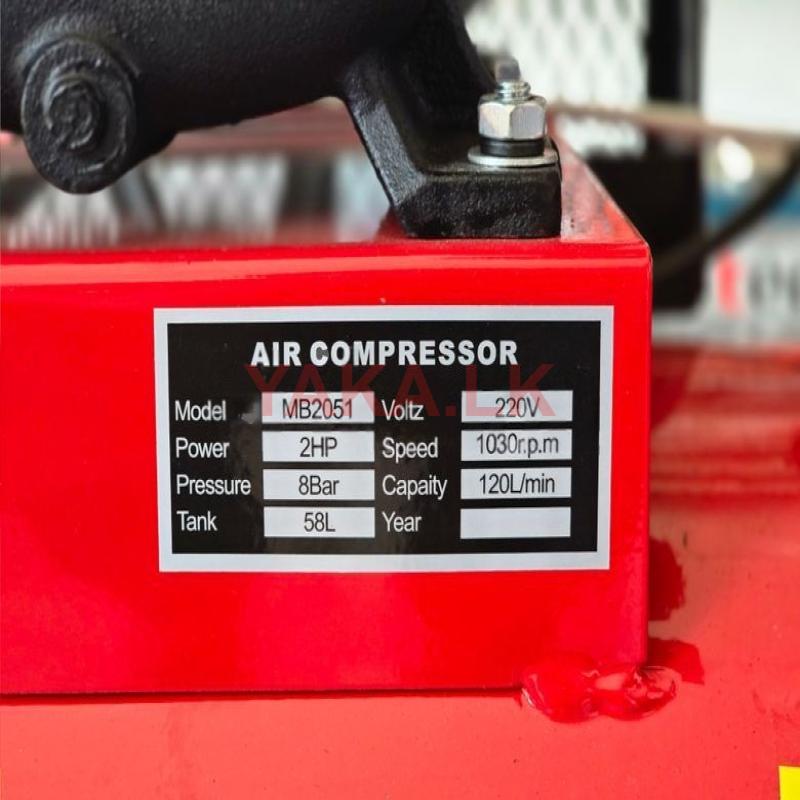 AIR COMPRESSOR
YAKA.LK
Model MB2051 Voltz 220V
Power 2HP Speed 1030r.p.m
Pressure 8Bar Capaity 120L/min
Tank 58L Year